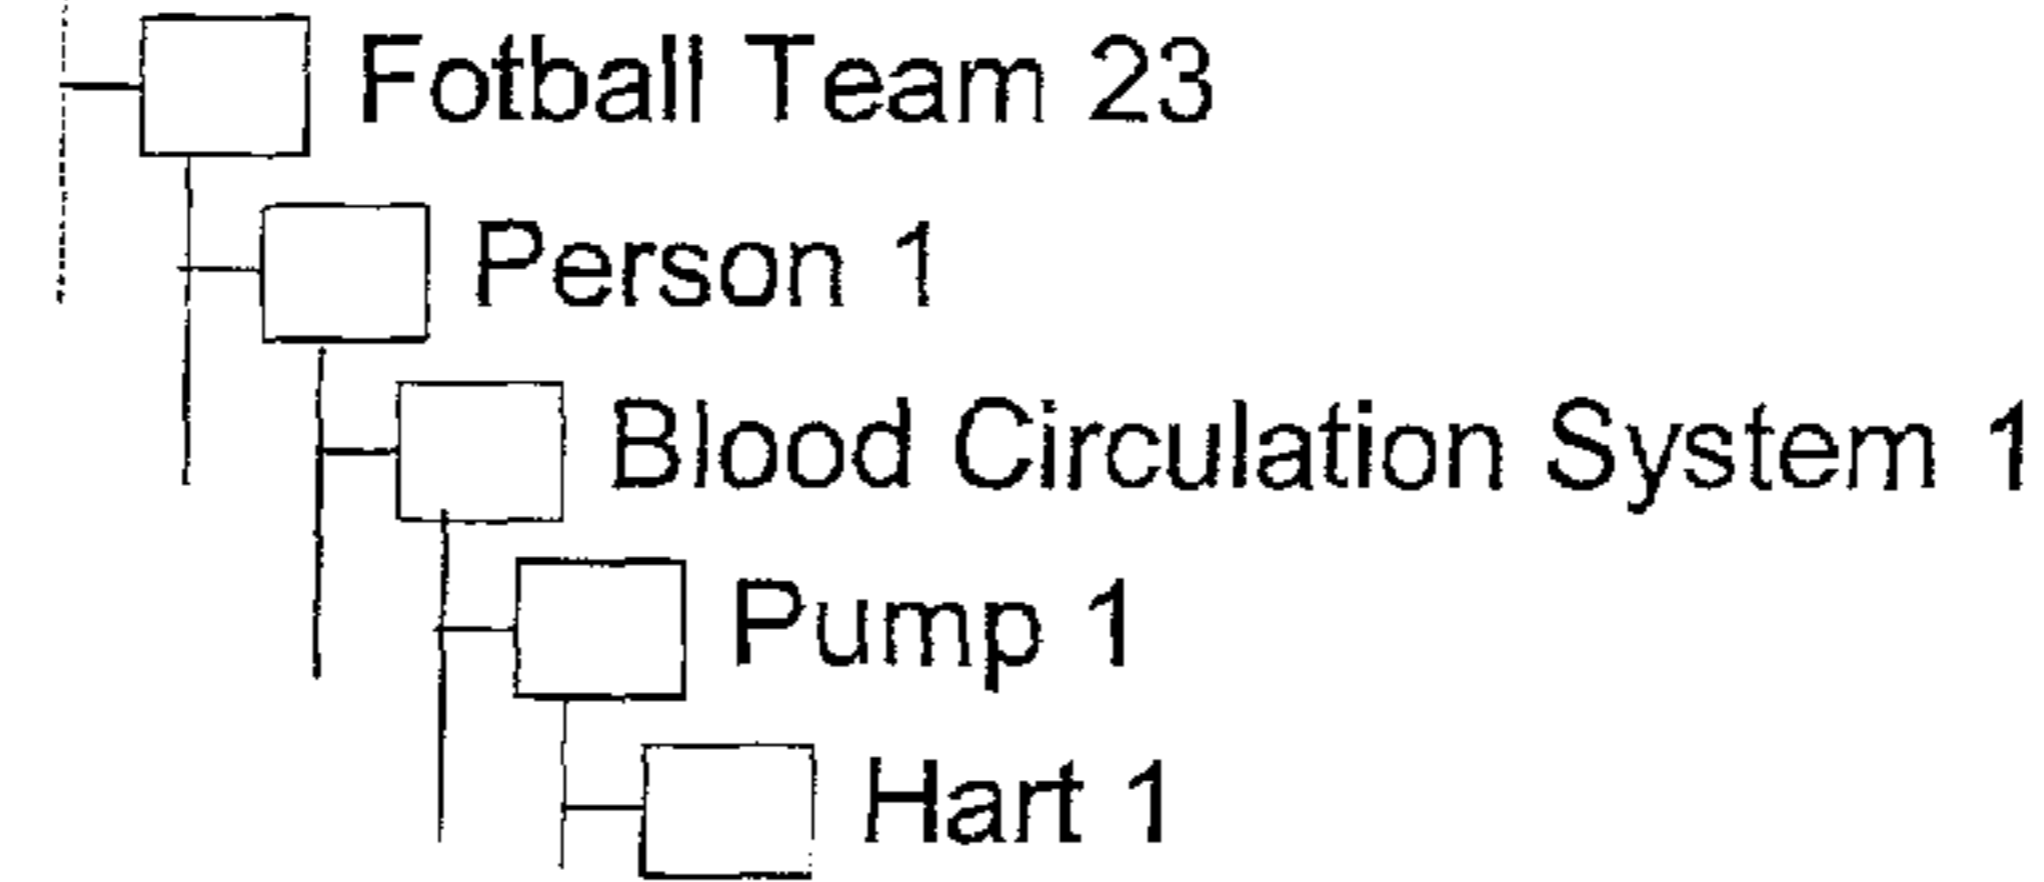 Fotball Team 23
Person 1
Blood Circulation System 1
Pump 1
Hart 1